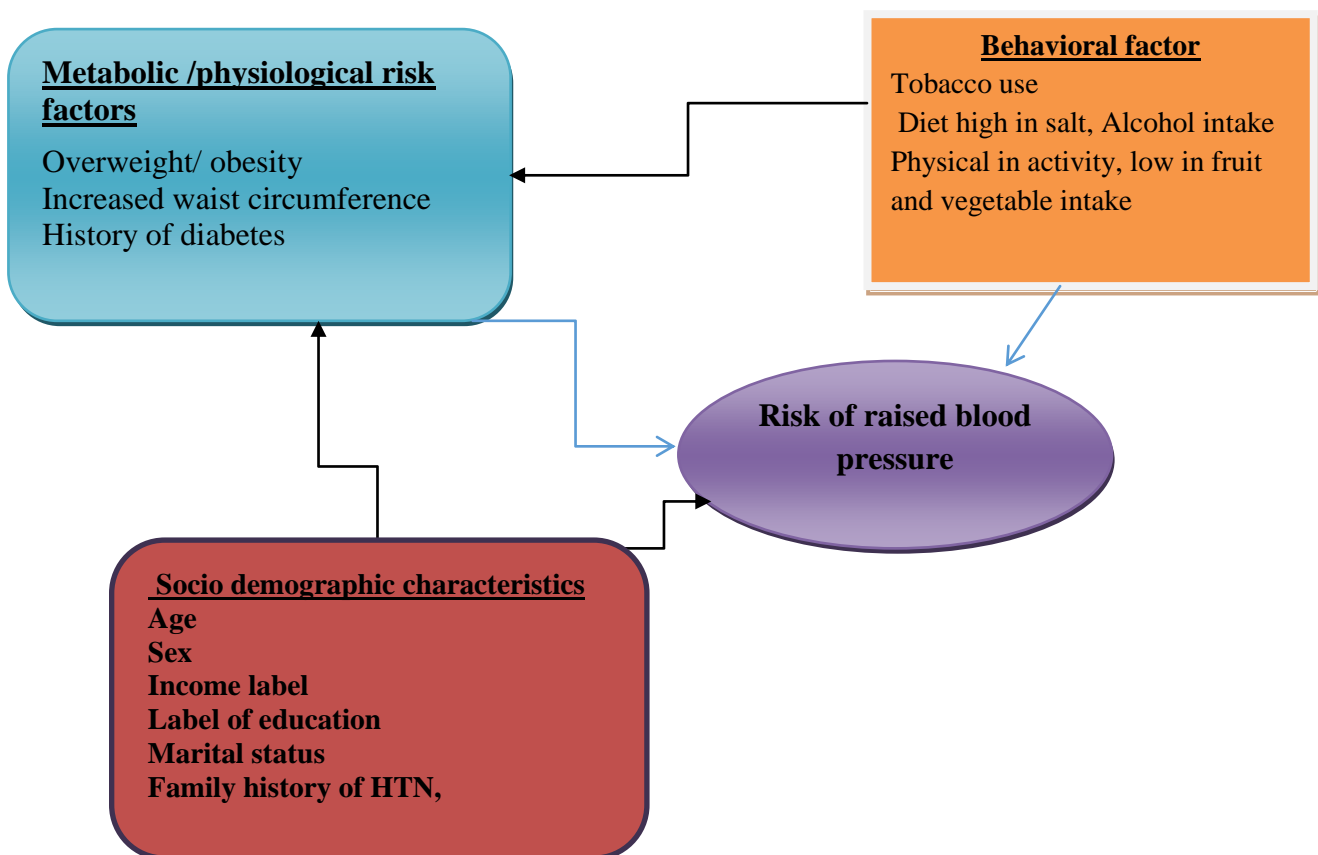 Metabolic /physiological risk
factors
Overweight/ obesity
Increased waist circumference
History of diabetes
Behavioral factor
Tobacco use
Diet high in salt, Alcohol intake
Physical in activity, low in fruit
and vegetable intake
Risk of raised blood
pressure
Socio demographic characteristics
Age
Sex
Income label
Label of education
Marital status
Family history of HTN,